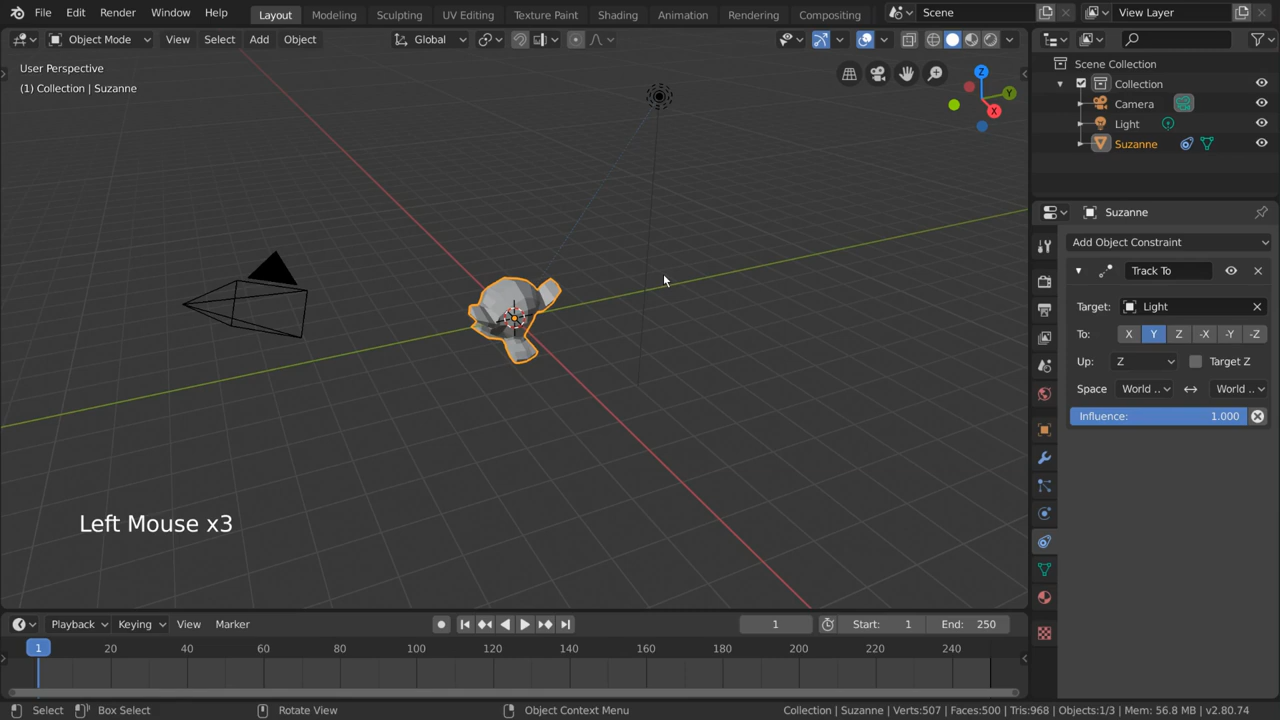 File Edit Render Window Help Layout Modeling Sculpting UV Editing Texture Paint Shading Animation Rendering Compositing Scene View Layer
Object Mode View Select Add Object Global
User Perspective
(1) Collection | Suzanne
Z
Y
X
Scene Collection
Collection
Camera
Light
Suzanne
Suzanne
Add Object Constraint
Track To
Target: Light
To: X Y Z -X -Y -Z
Up: Z Target Z
Space World .. World ..
Influence: 1.000
Left Mouse x3
Playback Keying View Marker 1 Start: 1 End: 250
1 20 40 60 80 100 120 140 160 180 200 220 240
Select Box Select Rotate View Object Context Menu Collection | Suzanne | Verts:507 | Faces:500 | Tris:968 | Objects:1/3 | Mem: 56.8 MB | v2.80.74